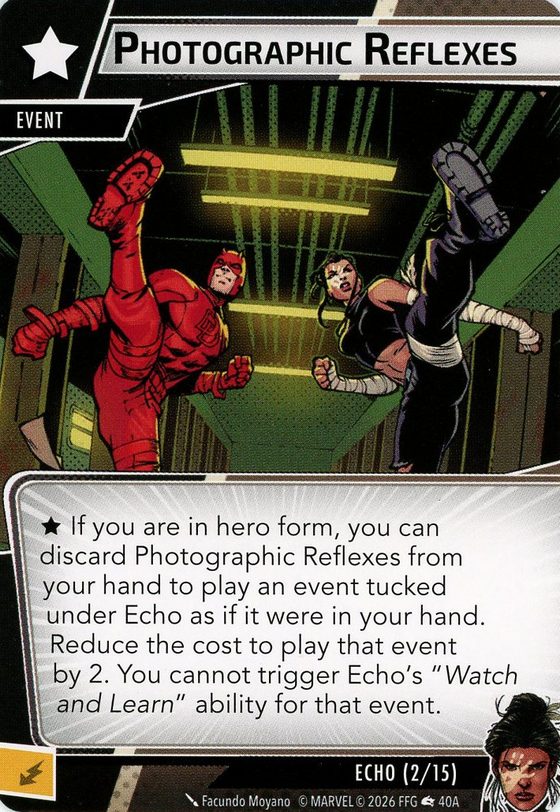 PHOTOGRAPHIC REFLEXES
EVENT
★ If you are in hero form, you can
discard Photographic Reflexes from
your hand to play an event tucked
under Echo as if it were in your hand.
Reduce the cost to play that event
by 2. You cannot trigger Echo's “Watch
and Learn” ability for that event.
ECHO (2/15)
Facundo Moyano © MARVEL © 2026 FFG 40A